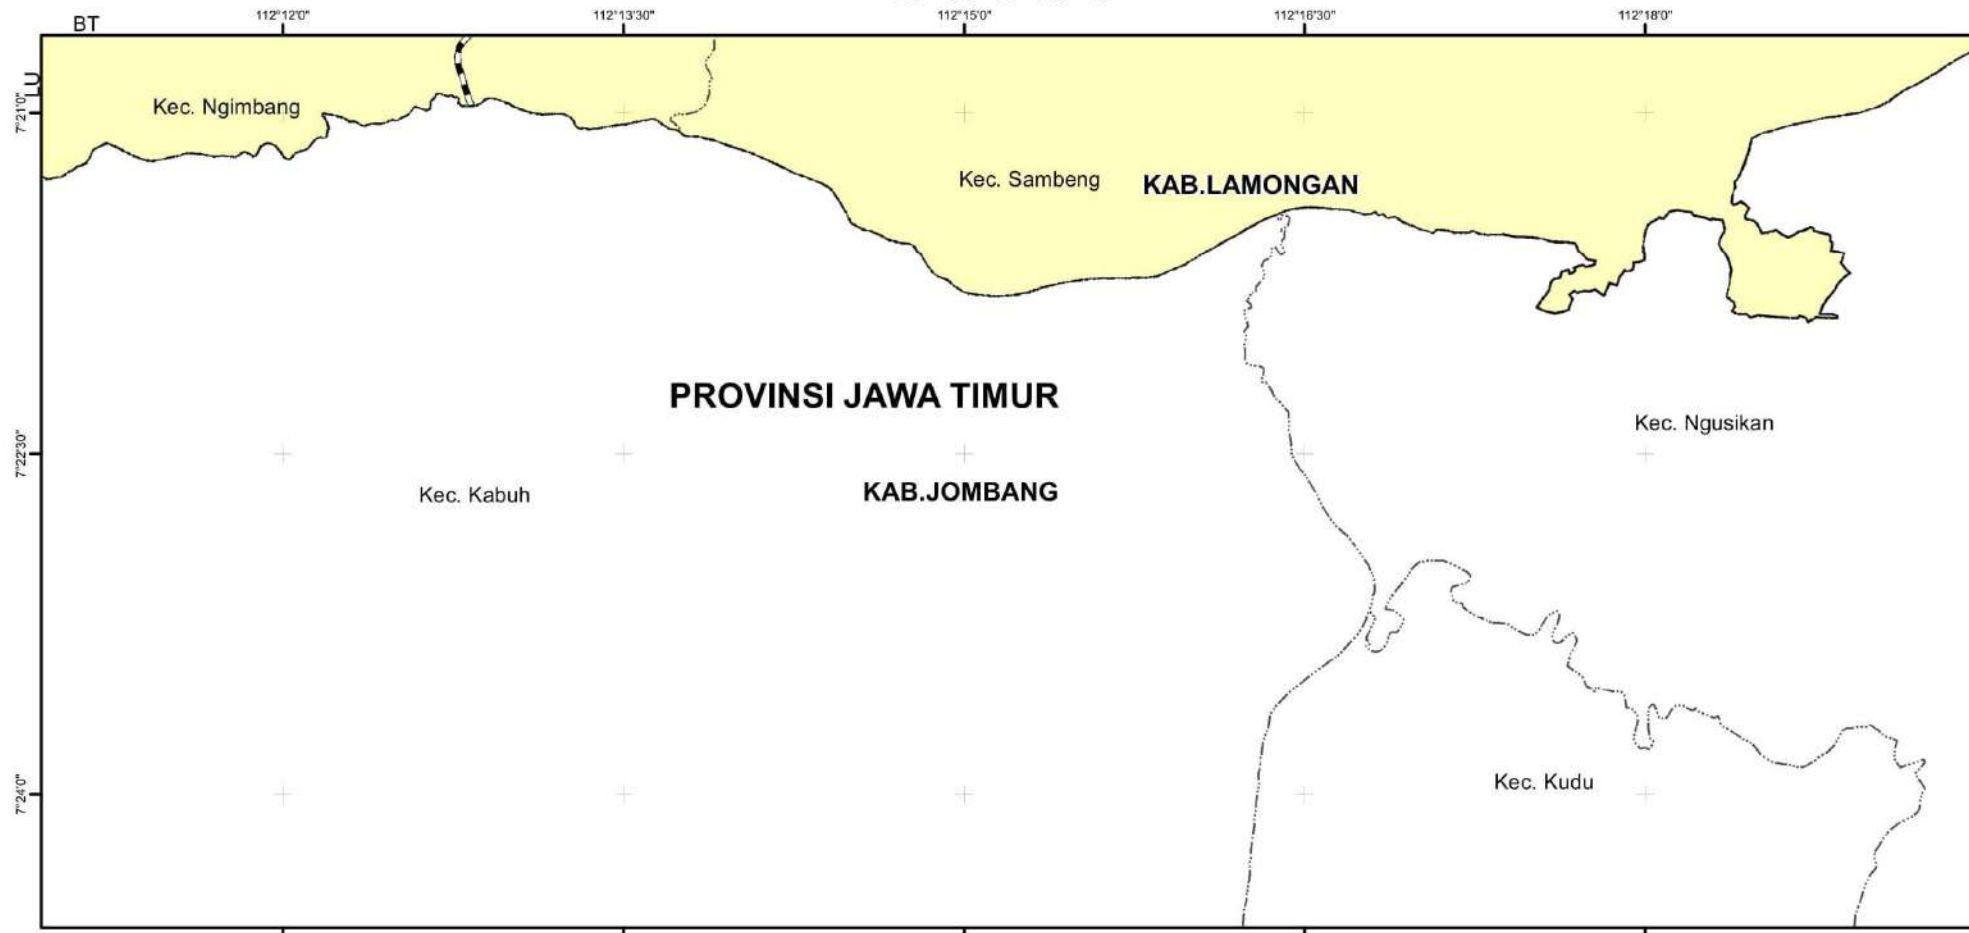 BT
112°12'0"
112°13'30"
112°15'0"
112°16'30"
112°18'0"
LU
7°21'0"
Kec. Ngimbang
Kec. Sambeng
KAB.LAMONGAN
PROVINSI JAWA TIMUR
Kec. Ngusikan
7°22'30"
Kec. Kabuh
KAB.JOMBANG
Kec. Kudu
7°24'0"